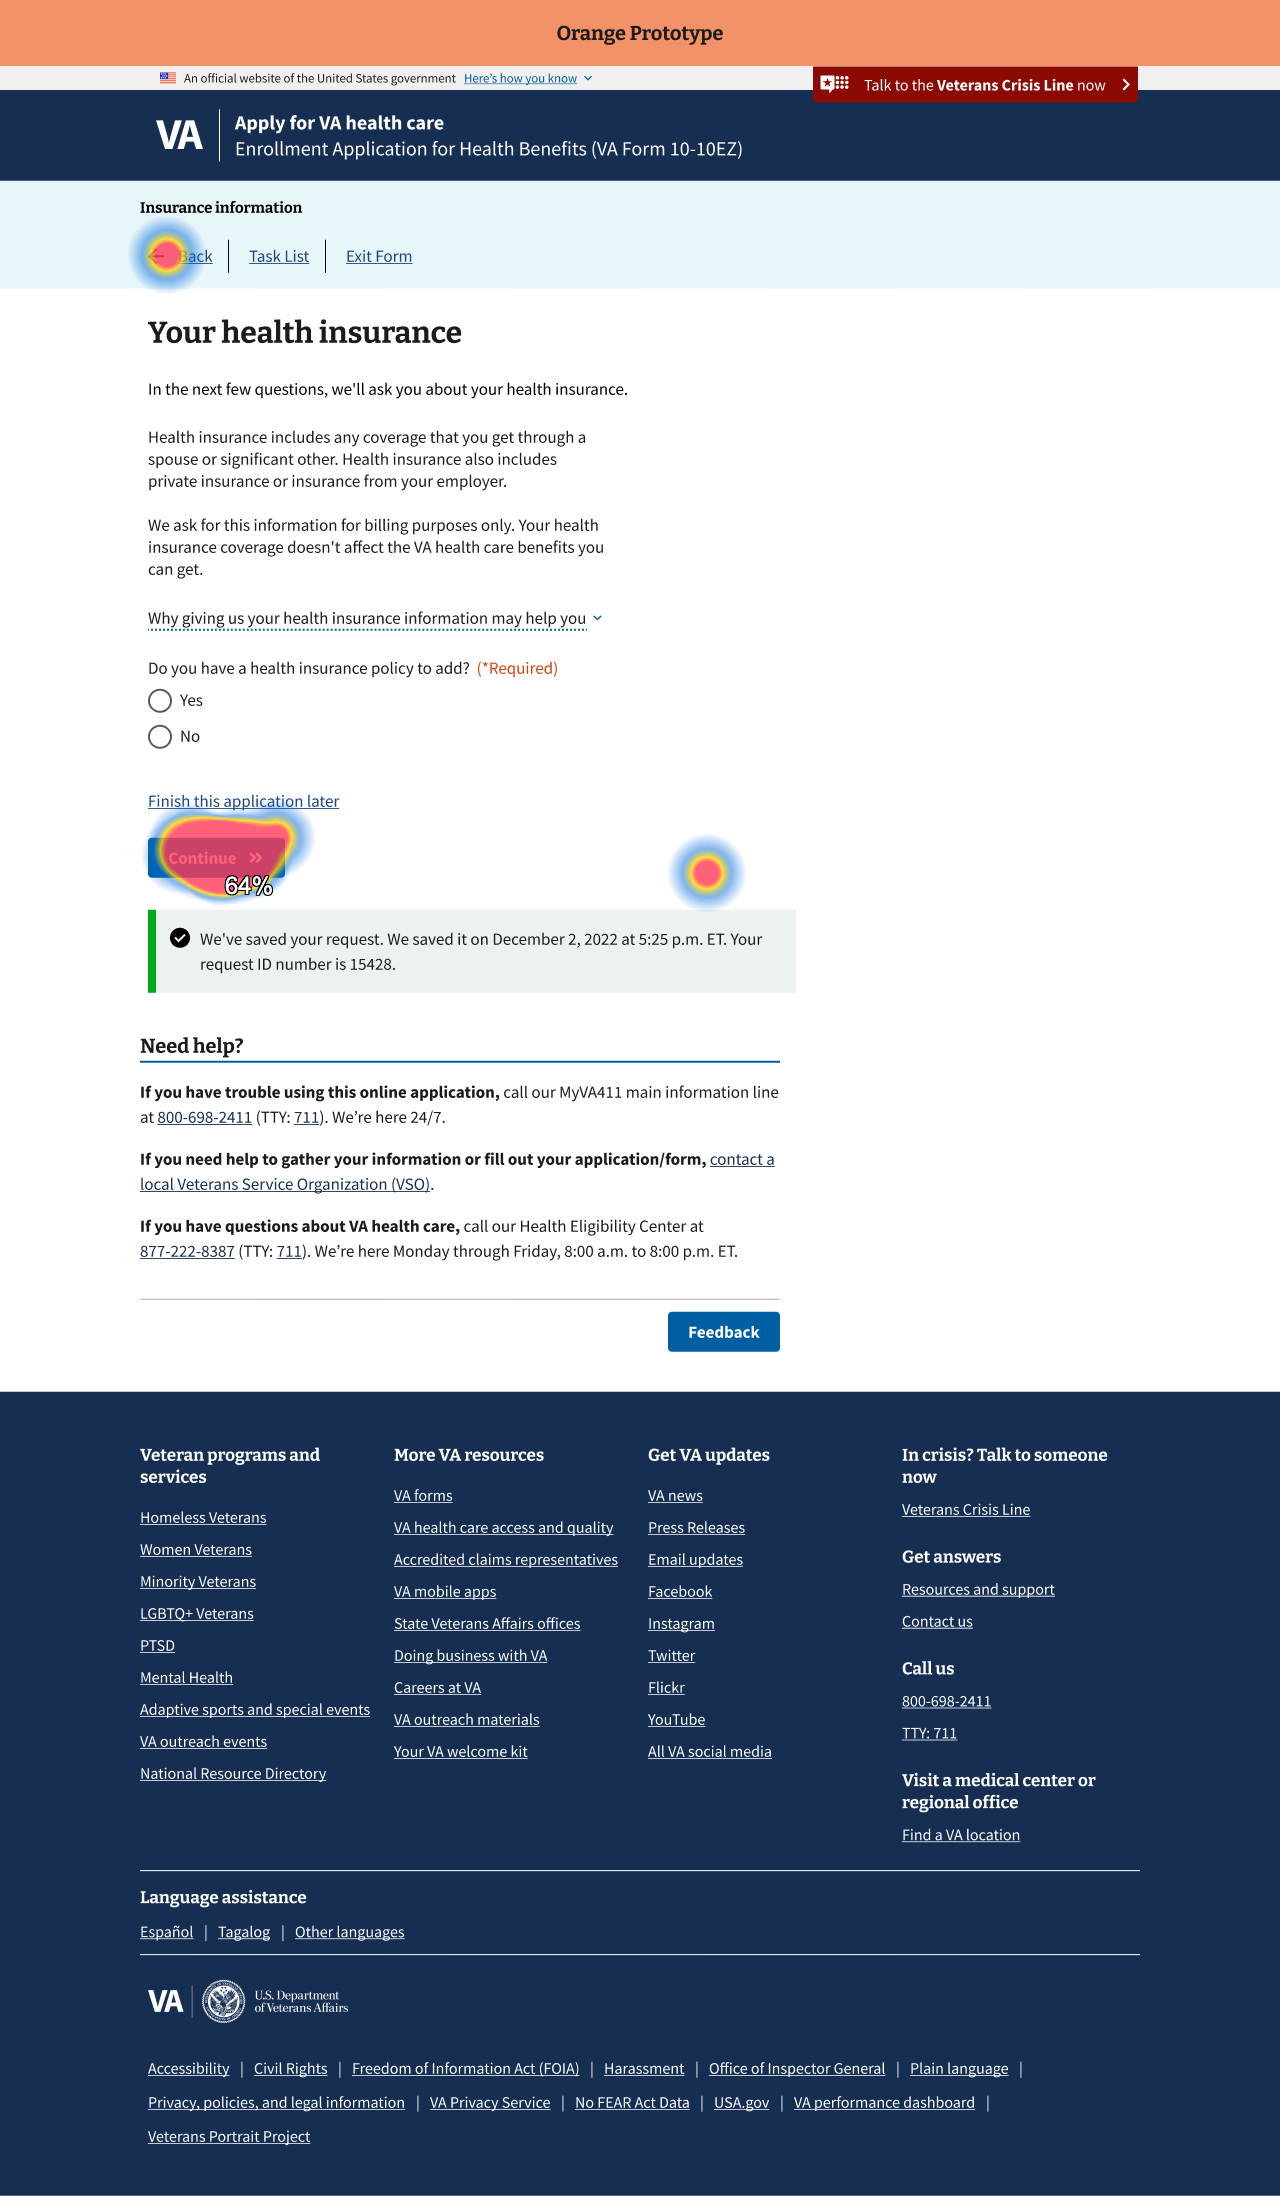 Orange Prototype
An official website of the United States government Here's how you know
Talk to the Veterans Crisis Line now
VA
Apply for VA health care
Enrollment Application for Health Benefits (VA Form 10-10EZ)
Insurance information
Back
Task List
Exit Form
Your health insurance
In the next few questions, we'll ask you about your health insurance.
Health insurance includes any coverage that you get through a
spouse or significant other. Health insurance also includes
private insurance or insurance from your employer.
We ask for this information for billing purposes only. Your health
insurance coverage doesn't affect the VA health care benefits you
can get.
Why giving us your health insurance information may help you
Do you have a health insurance policy to add? (*Required)
Yes
No
Finish this application later
Continue
64%
We've saved your request. We saved it on December 2, 2022 at 5:25 p.m. ET. Your
request ID number is 15428.
Need help?
If you have trouble using this online application, call our MyVA411 main information line
at 800-698-2411 (TTY: 711). We’re here 24/7.
If you need help to gather your information or fill out your application/form, contact a
local Veterans Service Organization (VSO).
If you have questions about VA health care, call our Health Eligibility Center at
877-222-8387 (TTY: 711). We’re here Monday through Friday, 8:00 a.m. to 8:00 p.m. ET.
Feedback
Veteran programs and
services
Homeless Veterans
Women Veterans
Minority Veterans
LGBTQ+ Veterans
PTSD
Mental Health
Adaptive sports and special events
VA outreach events
National Resource Directory
More VA resources
VA forms
VA health care access and quality
Accredited claims representatives
VA mobile apps
State Veterans Affairs offices
Doing business with VA
Careers at VA
VA outreach materials
Your VA welcome kit
Get VA updates
VA news
Press Releases
Email updates
Facebook
Instagram
Twitter
Flickr
YouTube
All VA social media
In crisis? Talk to someone
now
Veterans Crisis Line
Get answers
Resources and support
Contact us
Call us
800-698-2411
TTY: 711
Visit a medical center or
regional office
Find a VA location
Language assistance
Español | Tagalog | Other languages
VA
U.S. Department
of Veterans Affairs
Accessibility | Civil Rights | Freedom of Information Act (FOIA) | Harassment | Office of Inspector General | Plain language |
Privacy, policies, and legal information | VA Privacy Service | No FEAR Act Data | USA.gov | VA performance dashboard |
Veterans Portrait Project